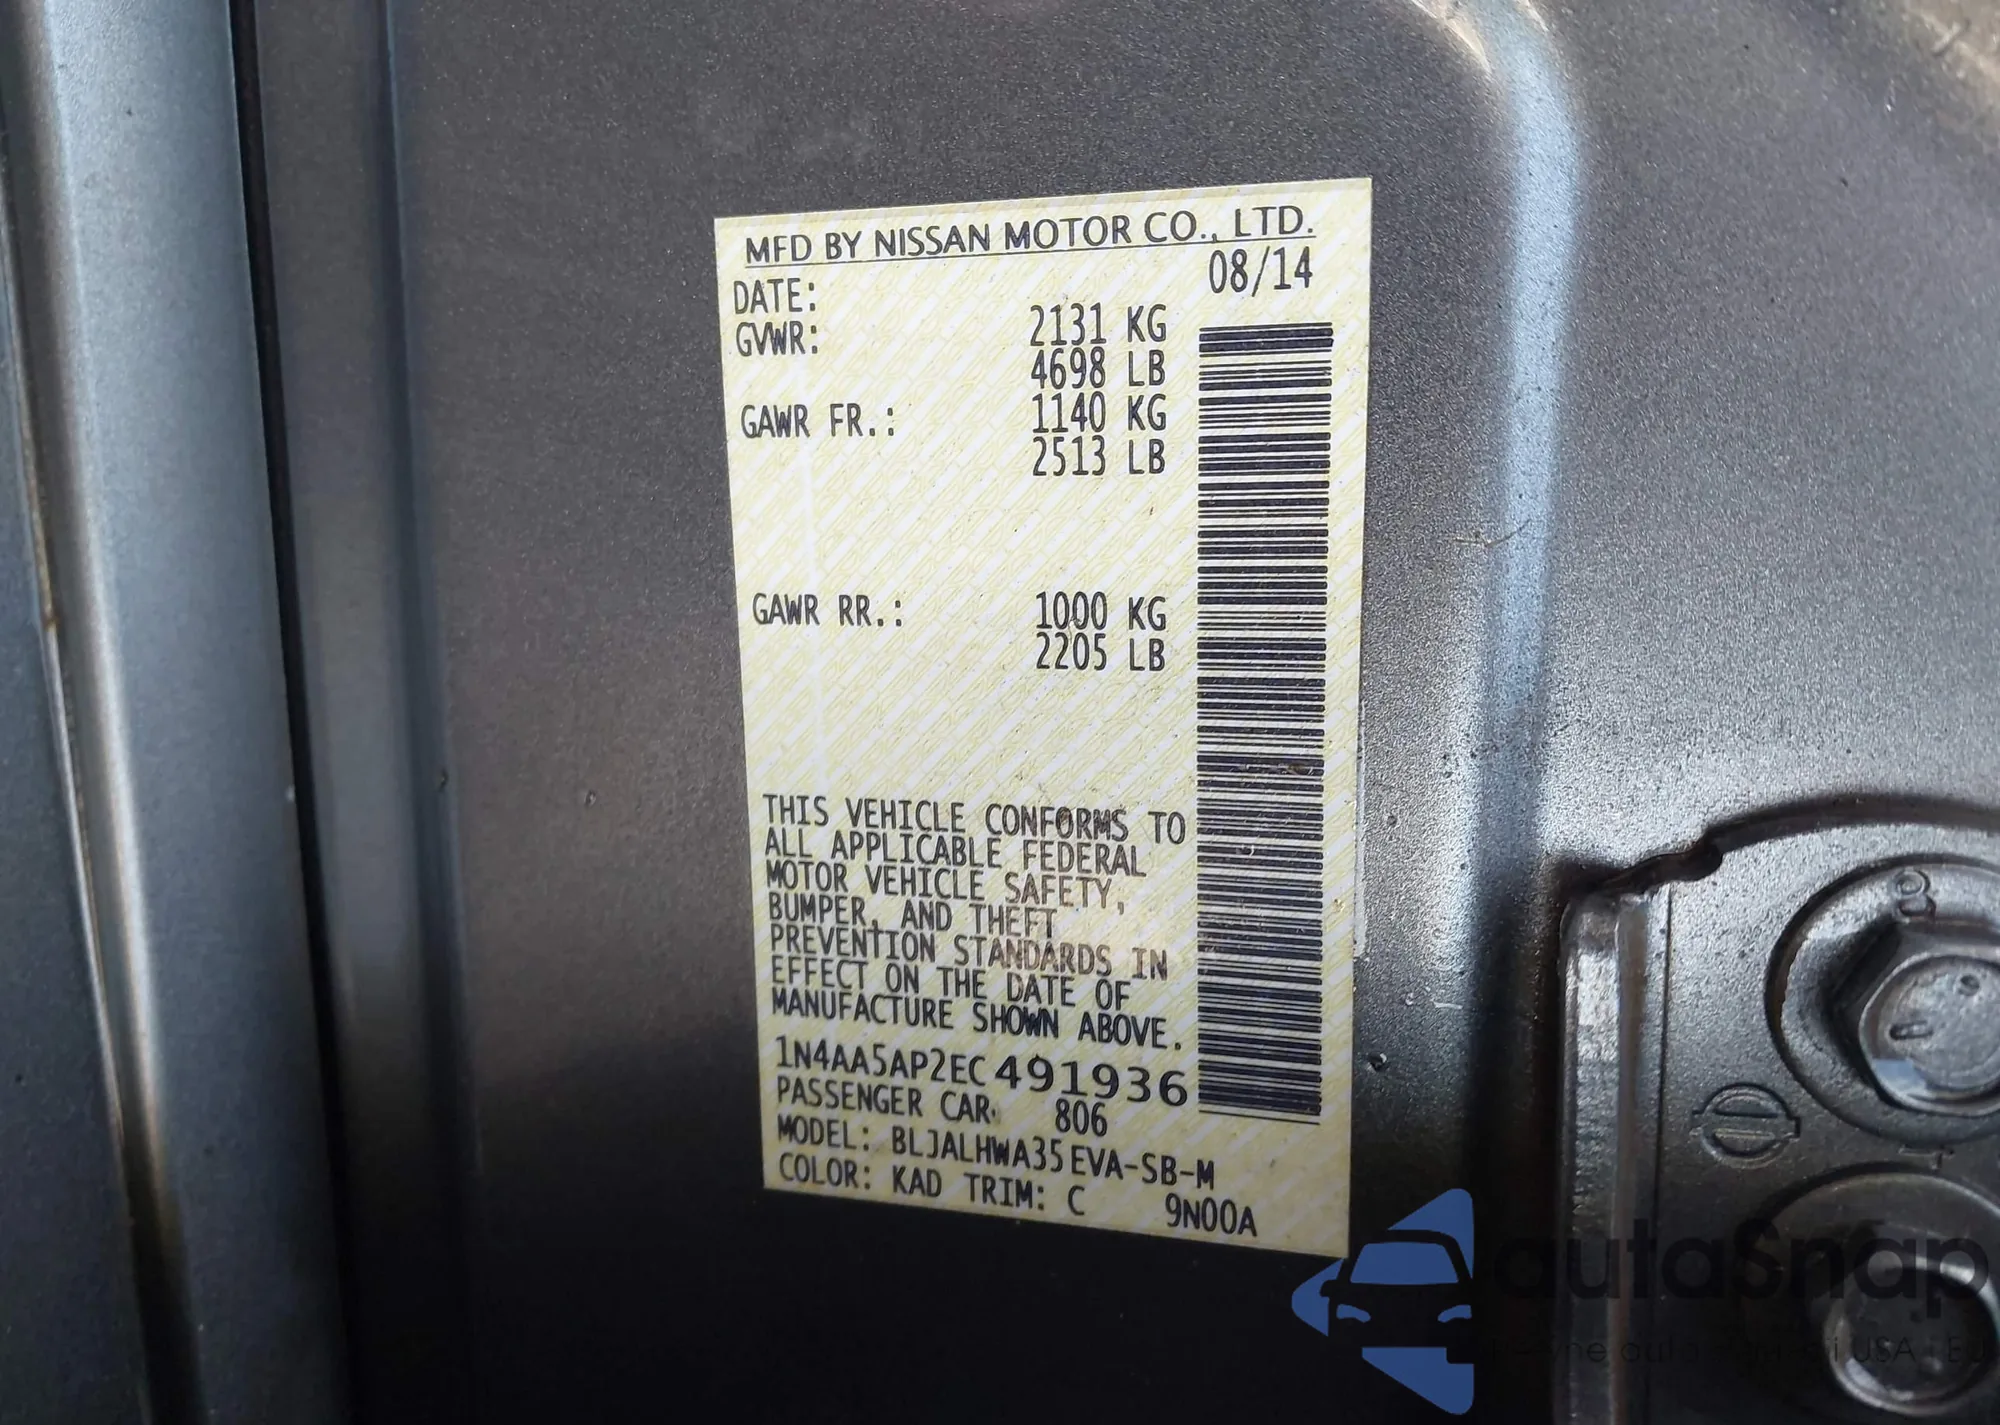 MFD BY NISSAN MOTOR CO., LTD.
DATE: 08/14
GVWR: 2131 KG
4698 LB
GAWR FR.: 1140 KG
2513 LB
GAWR RR.: 1000 KG
2205 LB
THIS VEHICLE CONFORMS TO
ALL APPLICABLE FEDERAL
MOTOR VEHICLE SAFETY,
BUMPER, AND THEFT
PREVENTION STANDARDS IN
EFFECT ON THE DATE OF
MANUFACTURE SHOWN ABOVE.
1N4AA5AP2EC491936
PASSENGER CAR 806
MODEL: BLJALHWA35EVA-SB-M
COLOR: KAD TRIM: C 9N00A
autaSnap
USA